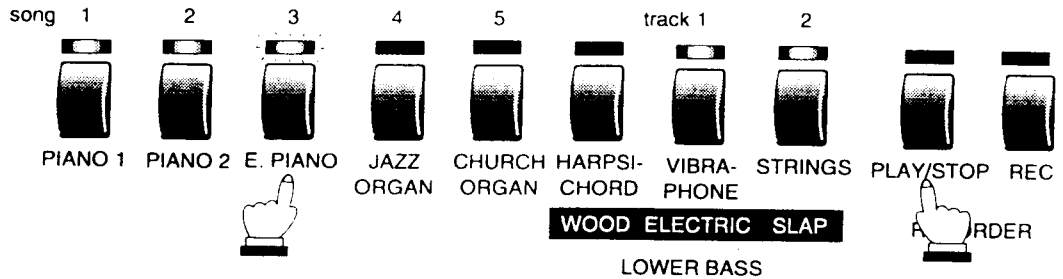 song 1 2 3 4 5 track 1 2
PIANO 1 PIANO 2 E. PIANO JAZZ ORGAN CHURCH ORGAN HARPSI-CHORD VIBRA-PHONE STRINGS PLAY/STOP REC
WOOD ELECTRIC SLAP
LOWER BASS